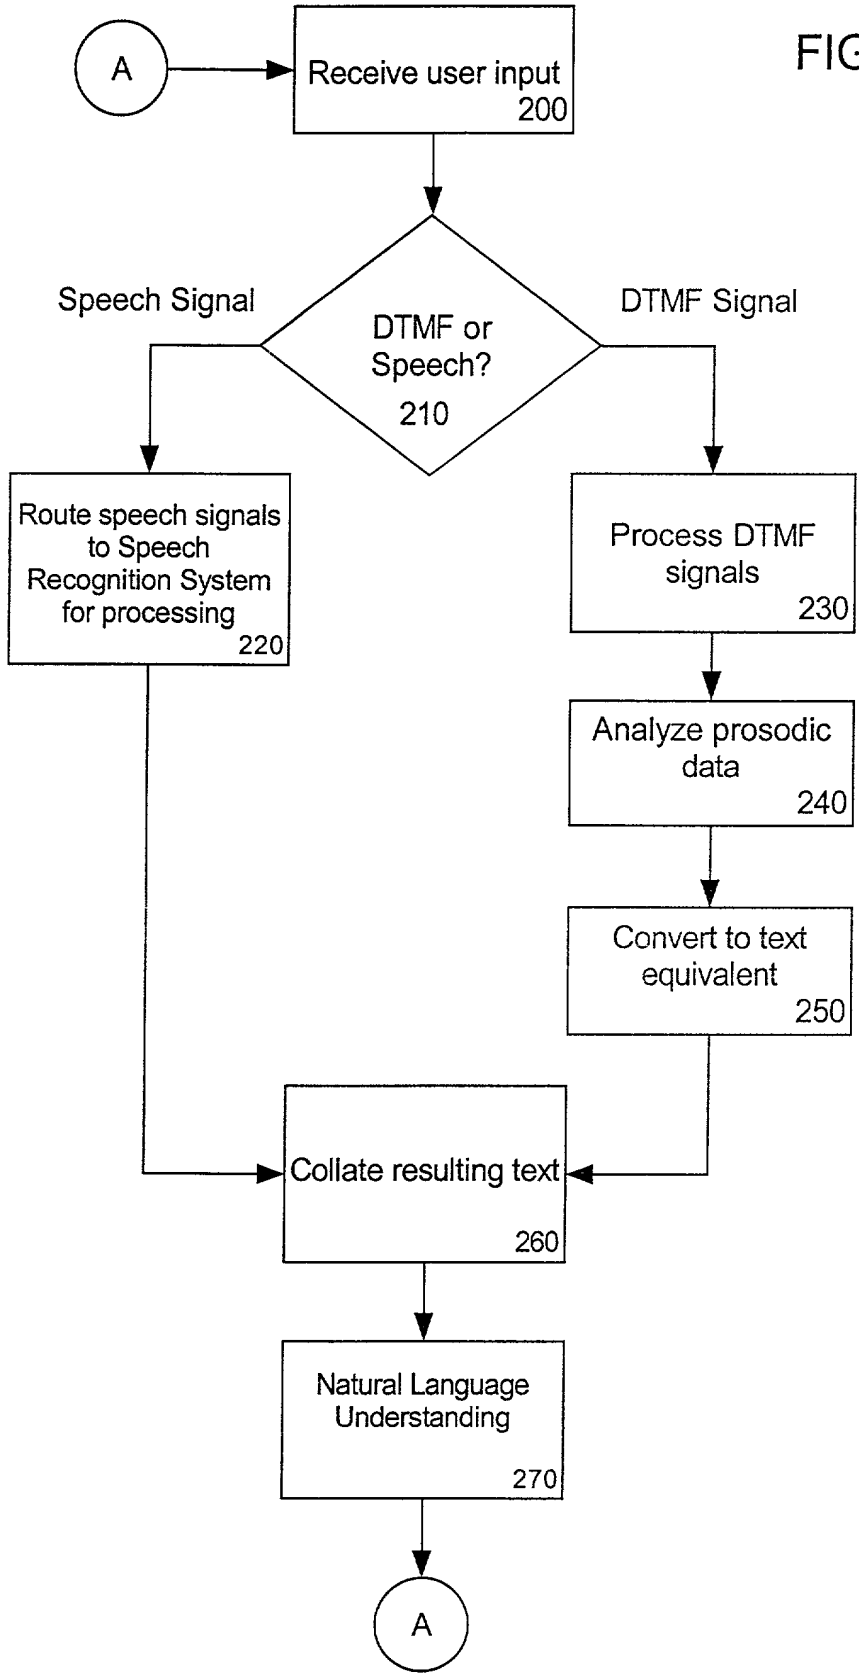 A
Receive user input
200
FIG
Speech Signal
DTMF Signal
DTMF or
Speech?
210
Route speech signals
to Speech
Recognition System
for processing
220
Process DTMF
signals
230
Analyze prosodic
data
240
Convert to text
equivalent
250
Collate resulting text
260
Natural Language
Understanding
270
A